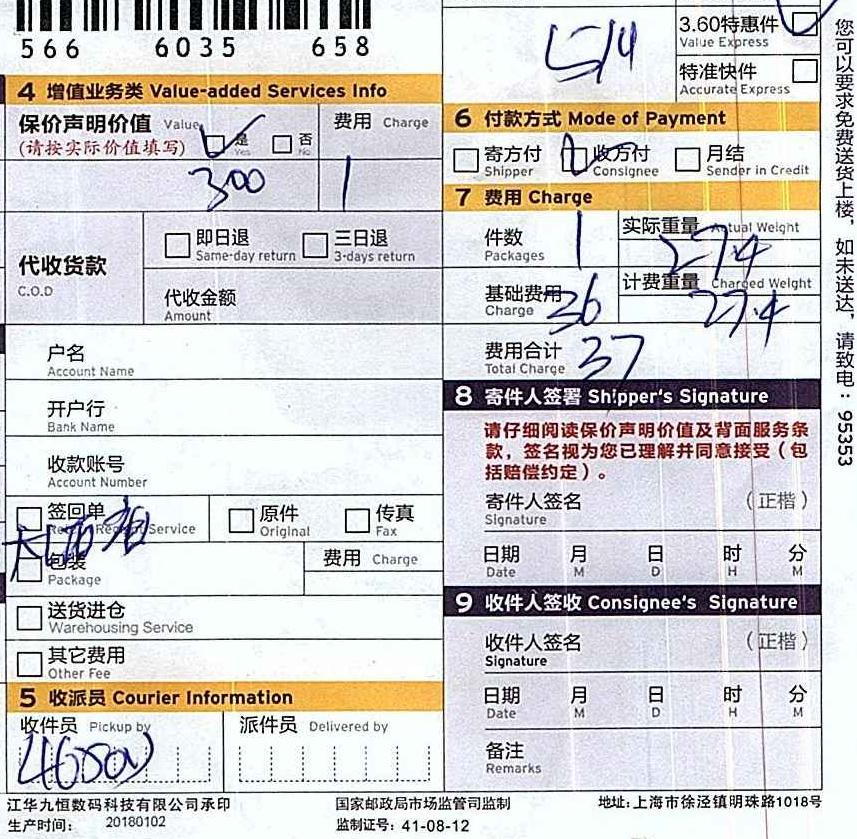 566 6035 658
4 增值业务类 Value-added Services Info
保价声明价值 Value 是 Yes 否 No 费用 Charge
(请按实际价值填写)
300 1
代收货款 C.O.D
即日退 Same-day return 三日退 3-days return
代收金额 Amount
户名 Account Name
开户行 Bank Name
收款账号 Account Number
签回单 Service 原件 Original 传真 Fax
包装 Package 费用 Charge
送货进仓 Warehousing Service
其它费用 Other Fee
5 收派员 Courier Information
收件员 Pickup by 派件员 Delivered by
3.60特惠件 Value Express
特准快件 Accurate Express
6 付款方式 Mode of Payment
寄方付 Shipper 收方付 Consignee 月结 Sender in Credit
7 费用 Charge
件数 Packages 1 实际重量 Actual Weight 27.4
基础费用 Charge 36 计费重量 Charged Weight 27.4
费用合计 Total Charge 37
8 寄件人签署 Shipper's Signature
请仔细阅读保价声明价值及背面服务条
款，签名视为您已理解并同意接受（包
括赔偿约定）。
寄件人签名 Signature （正楷）
日期 Date 月 M 日 D 时 H 分 M
9 收件人签收 Consignee's Signature
收件人签名 Signature （正楷）
日期 Date 月 M 日 D 时 H 分 M
备注 Remarks
您可以要求免费送货上楼，如未送达，请致电：95353
江华九恒数码科技有限公司承印 国家邮政局市场监管司监制 地址:上海市徐泾镇明珠路1018号
生产时间: 20180102 监制证号: 41-08-12